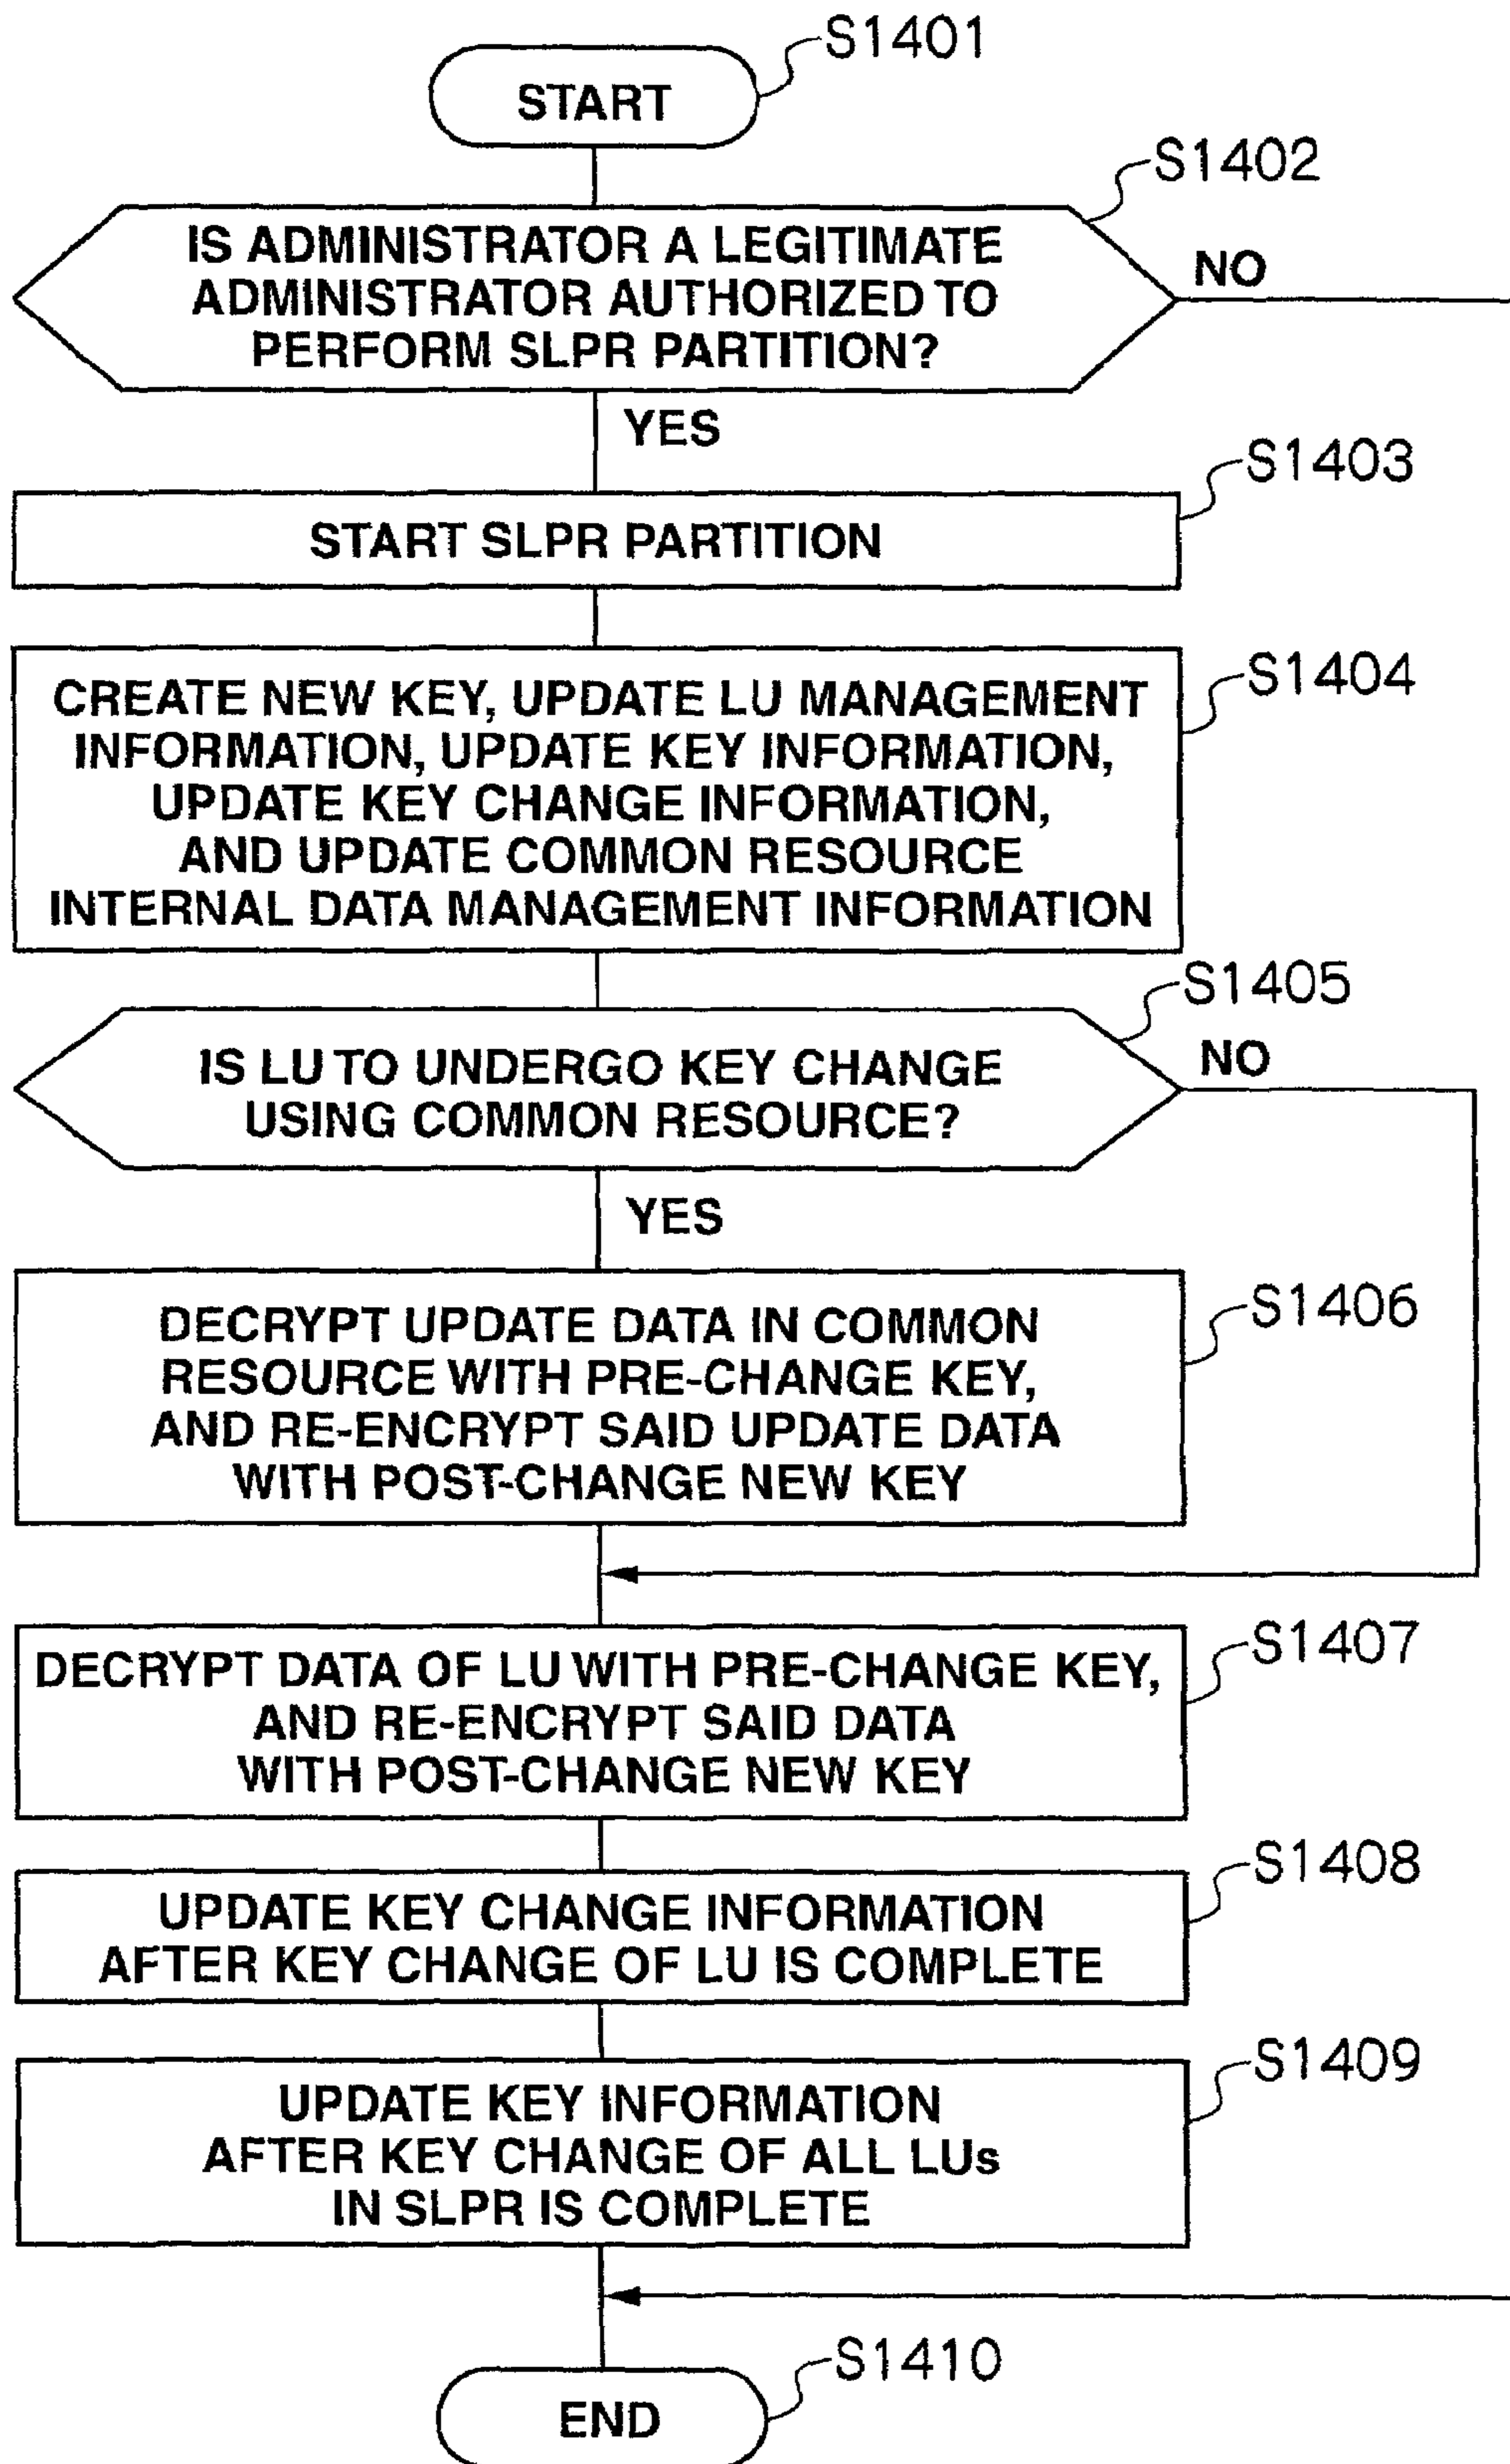 S1401
START
S1402
IS ADMINISTRATOR A LEGITIMATE
ADMINISTRATOR AUTHORIZED TO
PERFORM SLPR PARTITION?
NO
YES
S1403
START SLPR PARTITION
S1404
CREATE NEW KEY, UPDATE LU MANAGEMENT
INFORMATION, UPDATE KEY INFORMATION,
UPDATE KEY CHANGE INFORMATION,
AND UPDATE COMMON RESOURCE
INTERNAL DATA MANAGEMENT INFORMATION
S1405
IS LU TO UNDERGO KEY CHANGE
USING COMMON RESOURCE?
NO
YES
S1406
DECRYPT UPDATE DATA IN COMMON
RESOURCE WITH PRE-CHANGE KEY,
AND RE-ENCRYPT SAID UPDATE DATA
WITH POST-CHANGE NEW KEY
S1407
DECRYPT DATA OF LU WITH PRE-CHANGE KEY,
AND RE-ENCRYPT SAID DATA
WITH POST-CHANGE NEW KEY
S1408
UPDATE KEY CHANGE INFORMATION
AFTER KEY CHANGE OF LU IS COMPLETE
S1409
UPDATE KEY INFORMATION
AFTER KEY CHANGE OF ALL LUs
IN SLPR IS COMPLETE
S1410
END